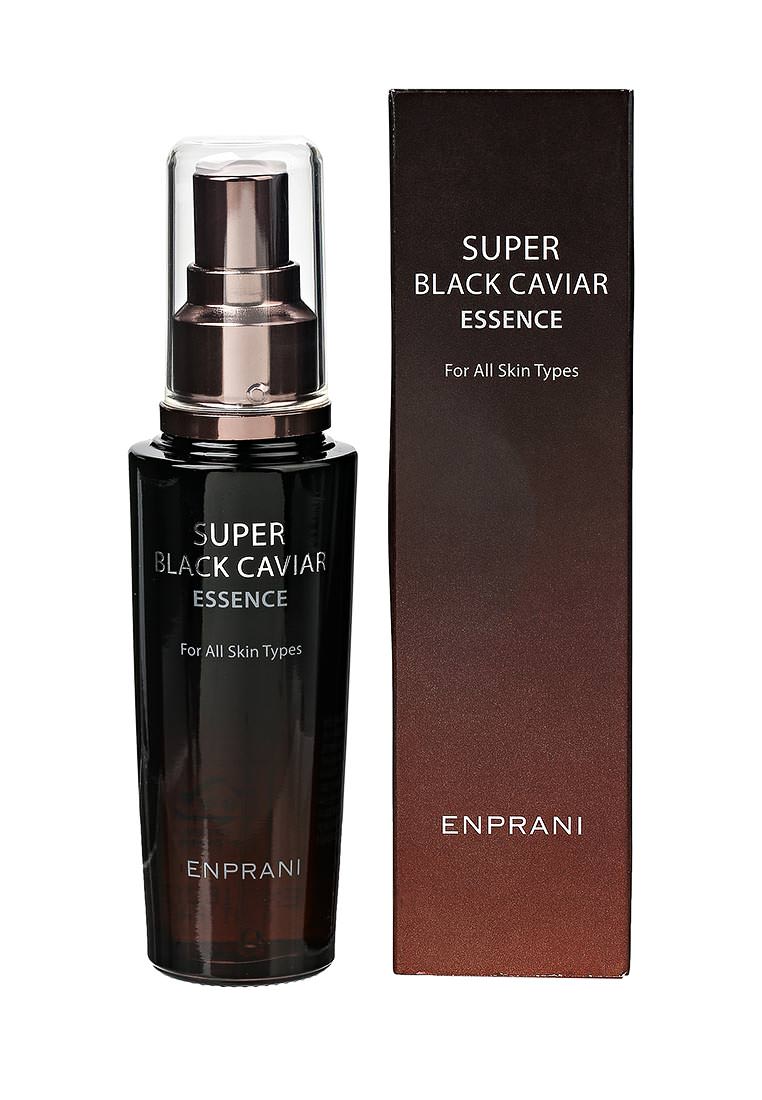 SUPER
BLACK CAVIAR
ESSENCE
For All Skin Types
ENPRANI
SUPER
BLACK CAVIAR
ESSENCE
For All Skin Types
ENPRANI